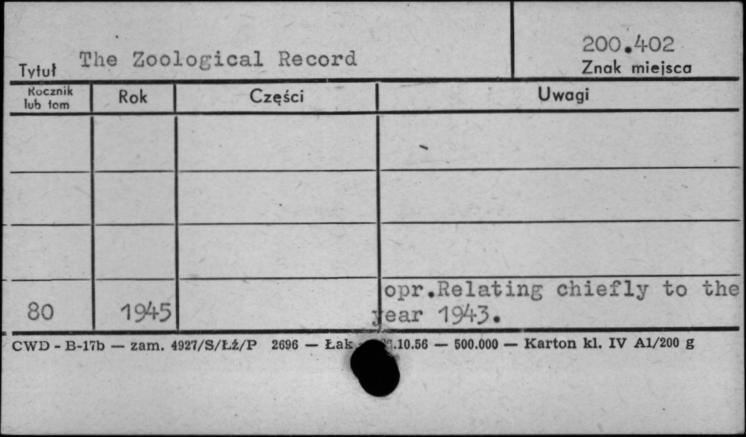 Tytuł The Zoological Record
200.402
Znak miejsca
Rocznik lub tom Rok Części Uwagi
80 1945 opr.Relating chiefly to the
year 1943.
CWD - B-17b — zam. 4927/S/Łź/P 2696 — Łak .10.56 — 500.000 — Karton kl. IV A1/200 g